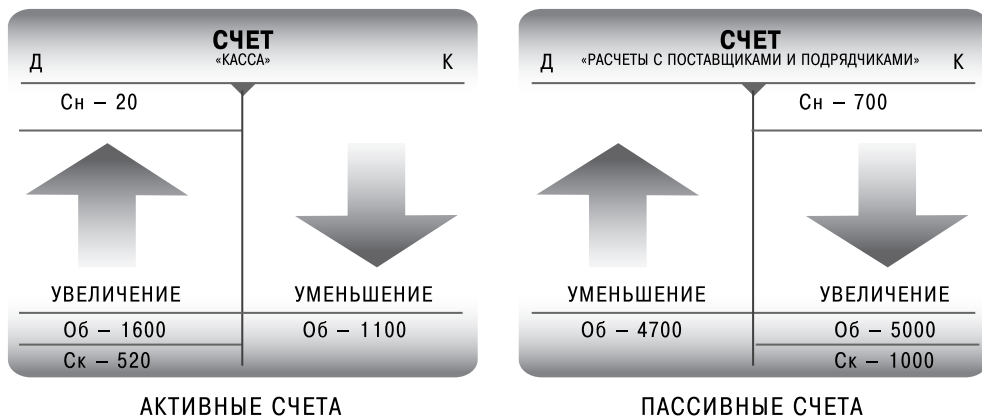 СЧЕТ
«КАССА»
Д
К
Сн – 20
УВЕЛИЧЕНИЕ
УМЕНЬШЕНИЕ
Об – 1600
Об – 1100
Ск – 520
АКТИВНЫЕ СЧЕТА
СЧЕТ
«РАСЧЕТЫ С ПОСТАВЩИКАМИ И ПОДРЯДЧИКАМИ»
Д
К
Сн – 700
УМЕНЬШЕНИЕ
УВЕЛИЧЕНИЕ
Об – 4700
Об – 5000
Ск – 1000
ПАССИВНЫЕ СЧЕТА